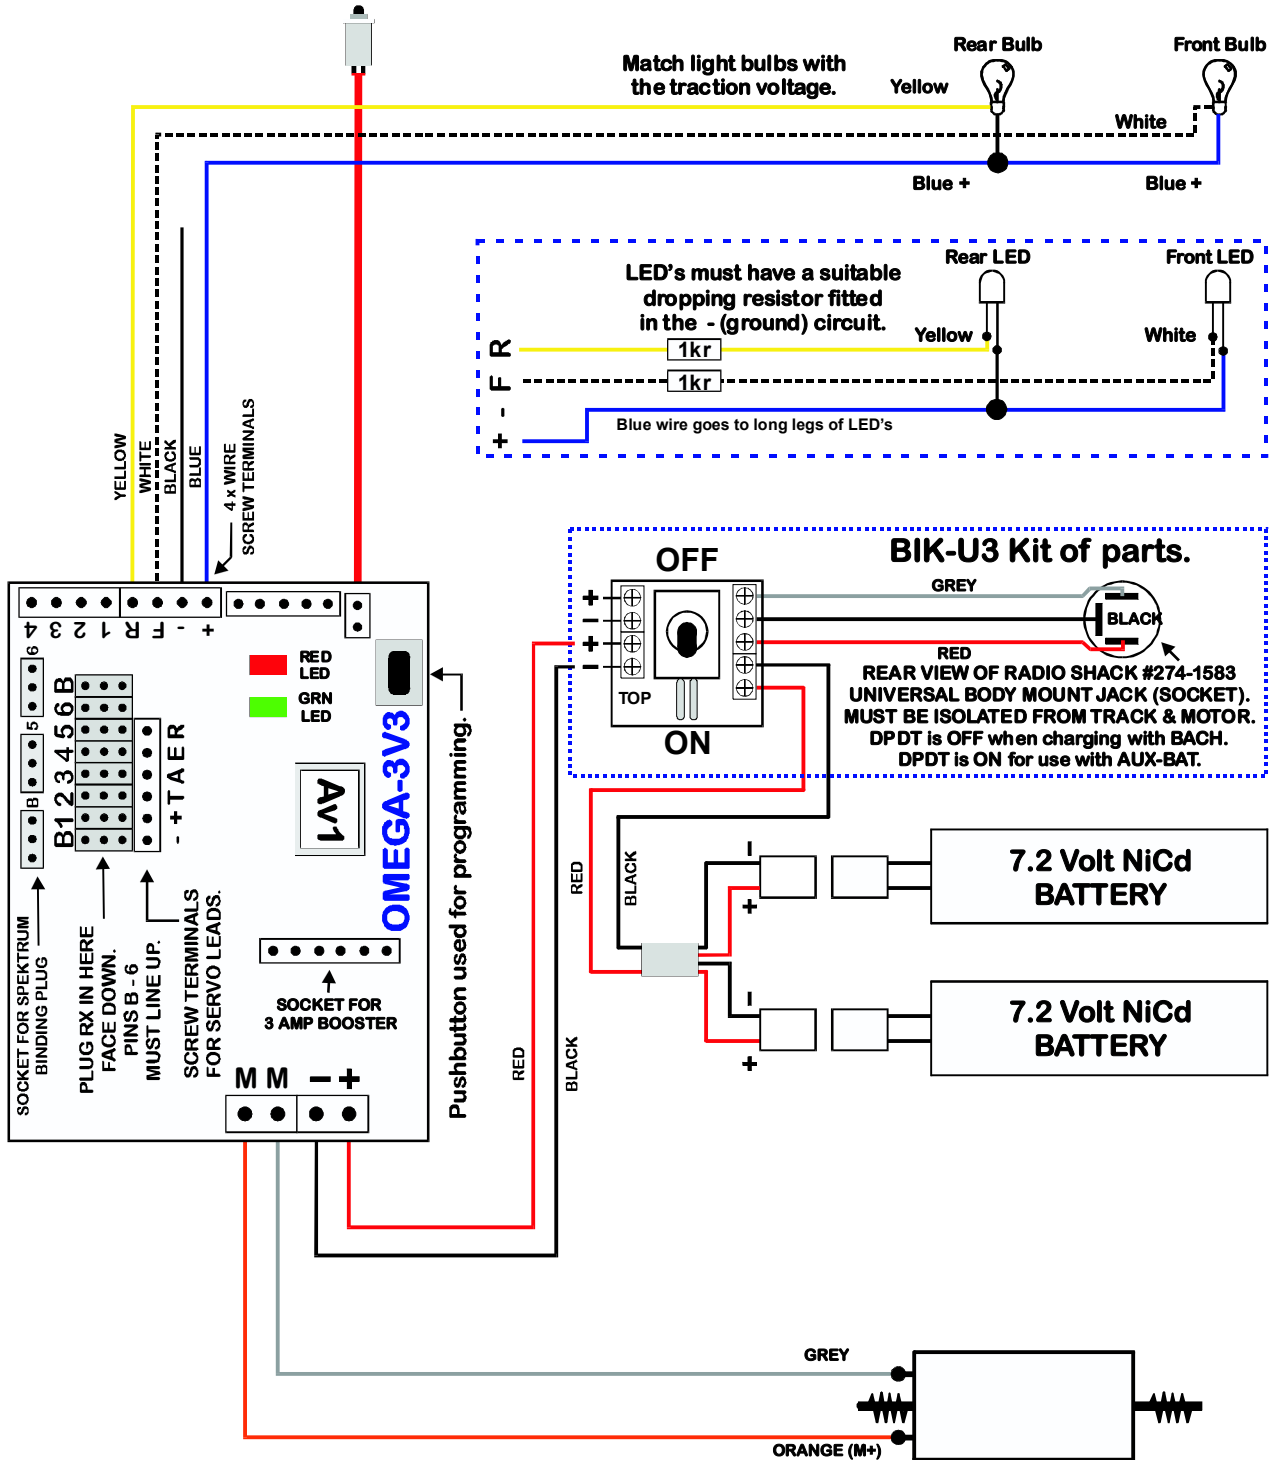 Rear Bulb
Front Bulb
Match light bulbs with
the traction voltage.
Yellow
White
Blue +
Blue +
Rear LED
Front LED
LED's must have a suitable
dropping resistor fitted
in the - (ground) circuit.
Yellow
White
R
1kr
F
1kr
-
+
Blue wire goes to long legs of LED's
YELLOW
WHITE
BLACK
BLUE
4 x WIRE
SCREW TERMINALS
4 3 2 1 R F - +
RED
LED
GRN
LED
6
5
B
B
6
5
4
3
2
1
B
- + T A E R
Av1
OMEGA-3V3
Pushbutton used for programming.
SOCKET FOR SPEKTRUM
BINDING PLUG
PLUG RX IN HERE
FACE DOWN.
PINS B - 6
MUST LINE UP.
SCREW TERMINALS
FOR SERVO LEADS.
SOCKET FOR
3 AMP BOOSTER
M M - +
BIK-U3 Kit of parts.
OFF
+
-
+
-
TOP
ON
GREY
BLACK
RED
REAR VIEW OF RADIO SHACK #274-1583
UNIVERSAL BODY MOUNT JACK (SOCKET).
MUST BE ISOLATED FROM TRACK & MOTOR.
DPDT is OFF when charging with BACH.
DPDT is ON for use with AUX-BAT.
RED
BLACK
-
+
7.2 Volt NiCd
BATTERY
-
+
7.2 Volt NiCd
BATTERY
RED
BLACK
GREY
ORANGE (M+)